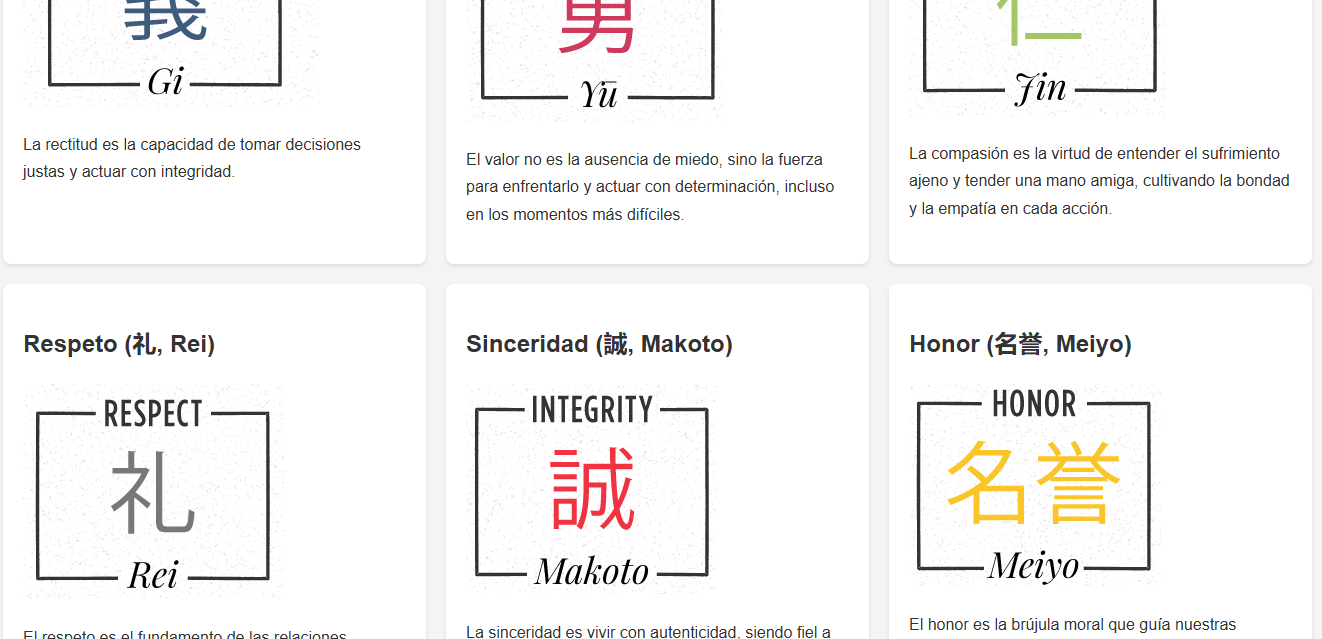 義
Gi
La rectitud es la capacidad de tomar decisiones
justas y actuar con integridad.
勇
Yū
El valor no es la ausencia de miedo, sino la fuerza
para enfrentarlo y actuar con determinación, incluso
en los momentos más difíciles.
仁
Jin
La compasión es la virtud de entender el sufrimiento
ajeno y tender una mano amiga, cultivando la bondad
y la empatía en cada acción.
Respeto (礼, Rei)
RESPECT
礼
Rei
El respeto es el fundamento de las relaciones
Sinceridad (誠, Makoto)
INTEGRITY
誠
Makoto
La sinceridad es vivir con autenticidad, siendo fiel a
Honor (名誉, Meiyo)
HONOR
名誉
Meiyo
El honor es la brújula moral que guía nuestras